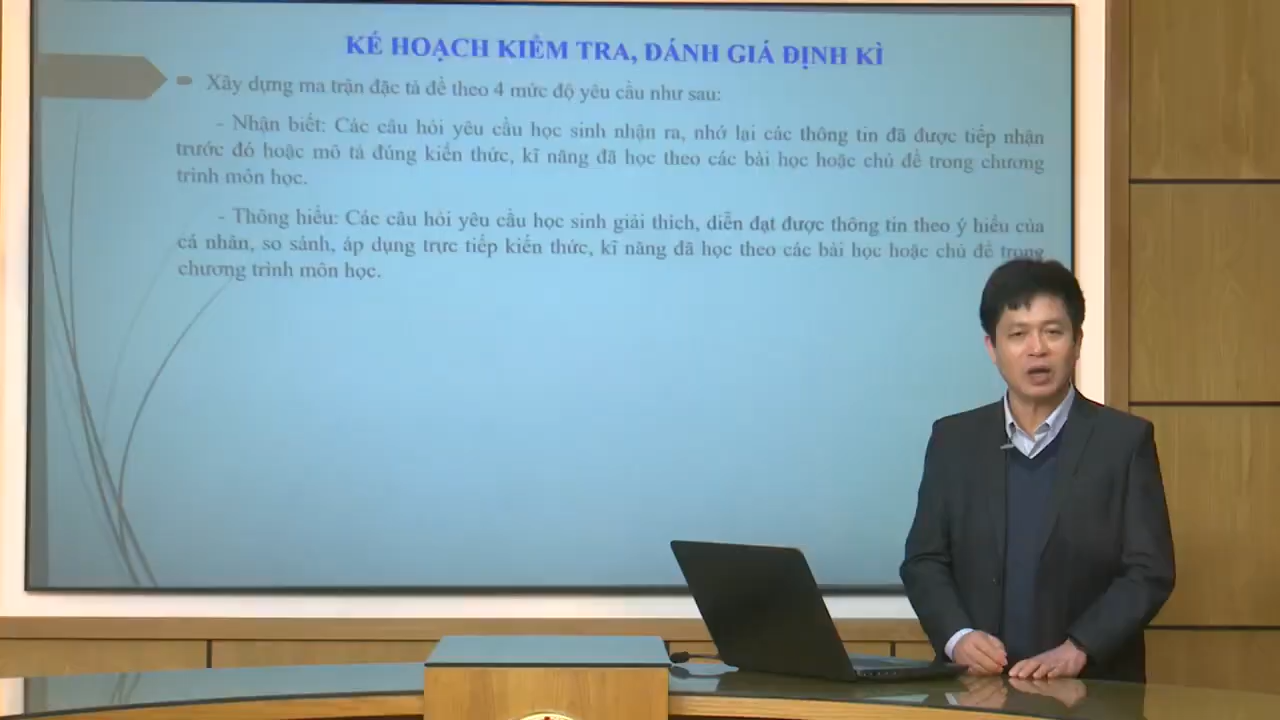 KẾ HOẠCH KIỂM TRA, ĐÁNH GIÁ ĐỊNH KÌ
Xây dựng ma trận đặc tả đề theo 4 mức độ yêu cầu như sau:
- Nhận biết: Các câu hỏi yêu cầu học sinh nhận ra, nhớ lại các thông tin đã được tiếp nhận
trước đó hoặc mô tả đúng kiến thức, kĩ năng đã học theo các bài học hoặc chủ đề trong chương
trình môn học.
- Thông hiểu: Các câu hỏi yêu cầu học sinh giải thích, diễn đạt được thông tin theo ý hiểu của
cá nhân, so sánh, áp dụng trực tiếp kiến thức, kĩ năng đã học theo các bài học hoặc chủ đề trong
chương trình môn học.